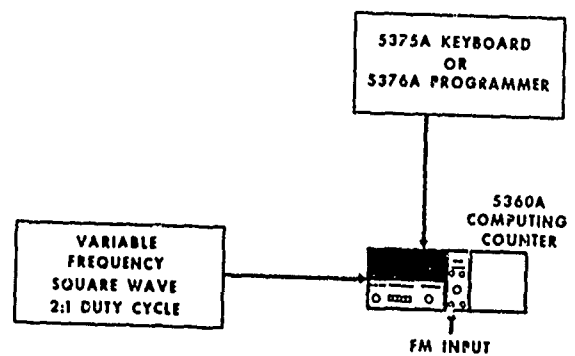 5375A KEYBOARD
OR
5376A PROGRAMMER
5360A
COMPUTING
COUNTER
VARIABLE
FREQUENCY
SQUARE WAVE
2:1 DUTY CYCLE
FM INPUT